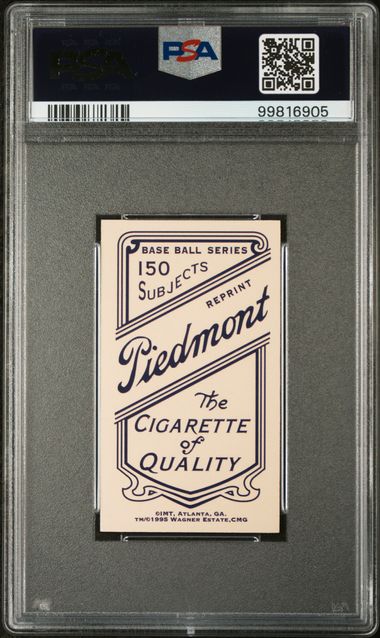 PSA
PSA
99816905
BASE BALL SERIES
150
SUBJECTS
REPRINT
Piedmont
The
CIGARETTE
of
QUALITY
©IMT, ATLANTA, GA.
TM/©1995 WAGNER ESTATE, CMG